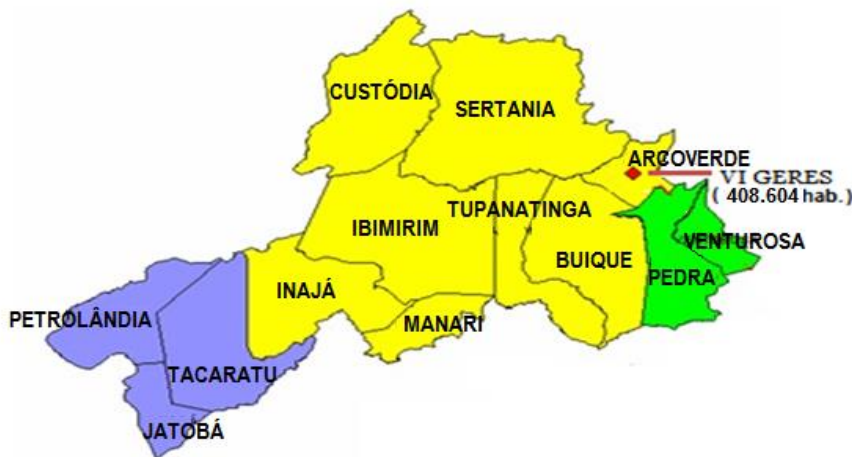 CUSTÓDIA
SERTANIA
ARCOVERDE
VI GERES
( 408.604 hab.)
TUPANATINGA
IBIMIRIM
VENTUROSA
BUIQUE
PEDRA
INAJÁ
PETROLÂNDIA
MANARI
TACARATU
JATOBÁ